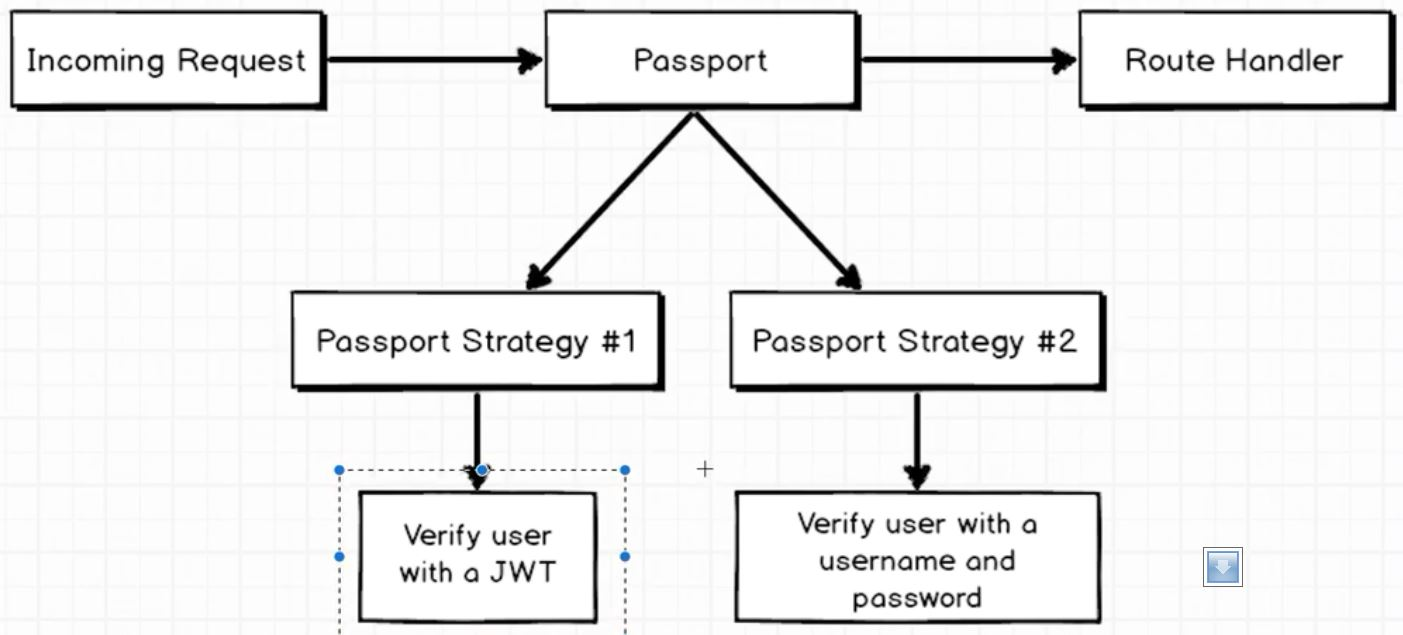 Incoming Request
Passport
Route Handler
Passport Strategy #1
Passport Strategy #2
Verify user
with a JWT
Verify user with a
username and
password